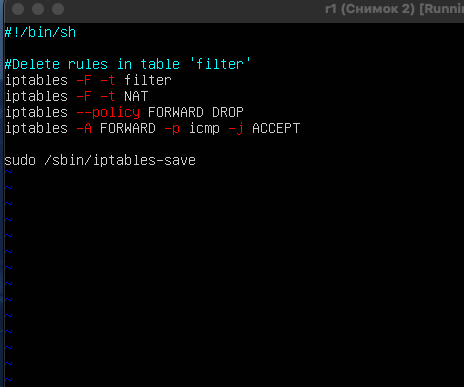 r1 (Снимок 2) [Runnin
#!/bin/sh
#Delete rules in table 'filter'
iptables -F -t filter
iptables -F -t NAT
iptables --policy FORWARD DROP
iptables -A FORWARD -p icmp -j ACCEPT
sudo /sbin/iptables-save
~
~
~
~
~
~
~
~
~
~
~
~
~
~